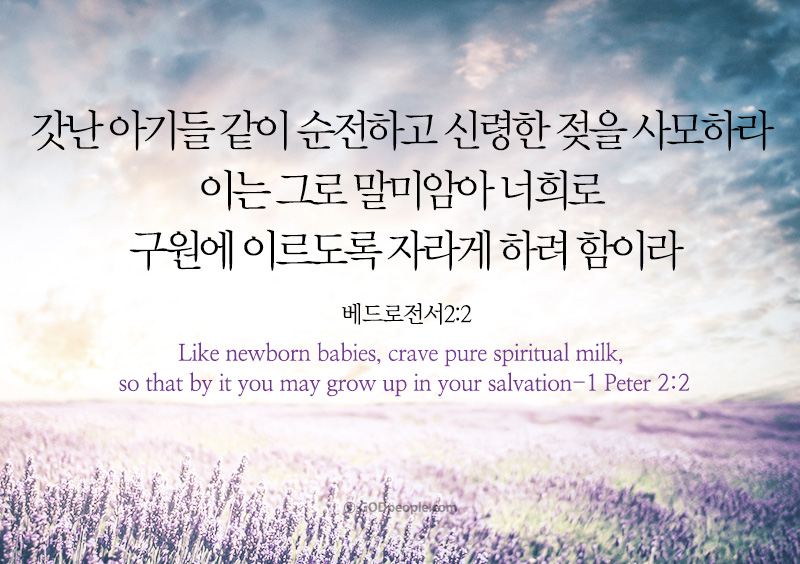 갓난 아기들 같이 순전하고 신령한 젖을 사모하라
이는 그로 말미암아 너희로
구원에 이르도록 자라게 하려 함이라
베드로전서2:2
Like newborn babies, crave pure spiritual milk,
so that by it you may grow up in your salvation-1 Peter 2:2
ⓒ GODpeople.com